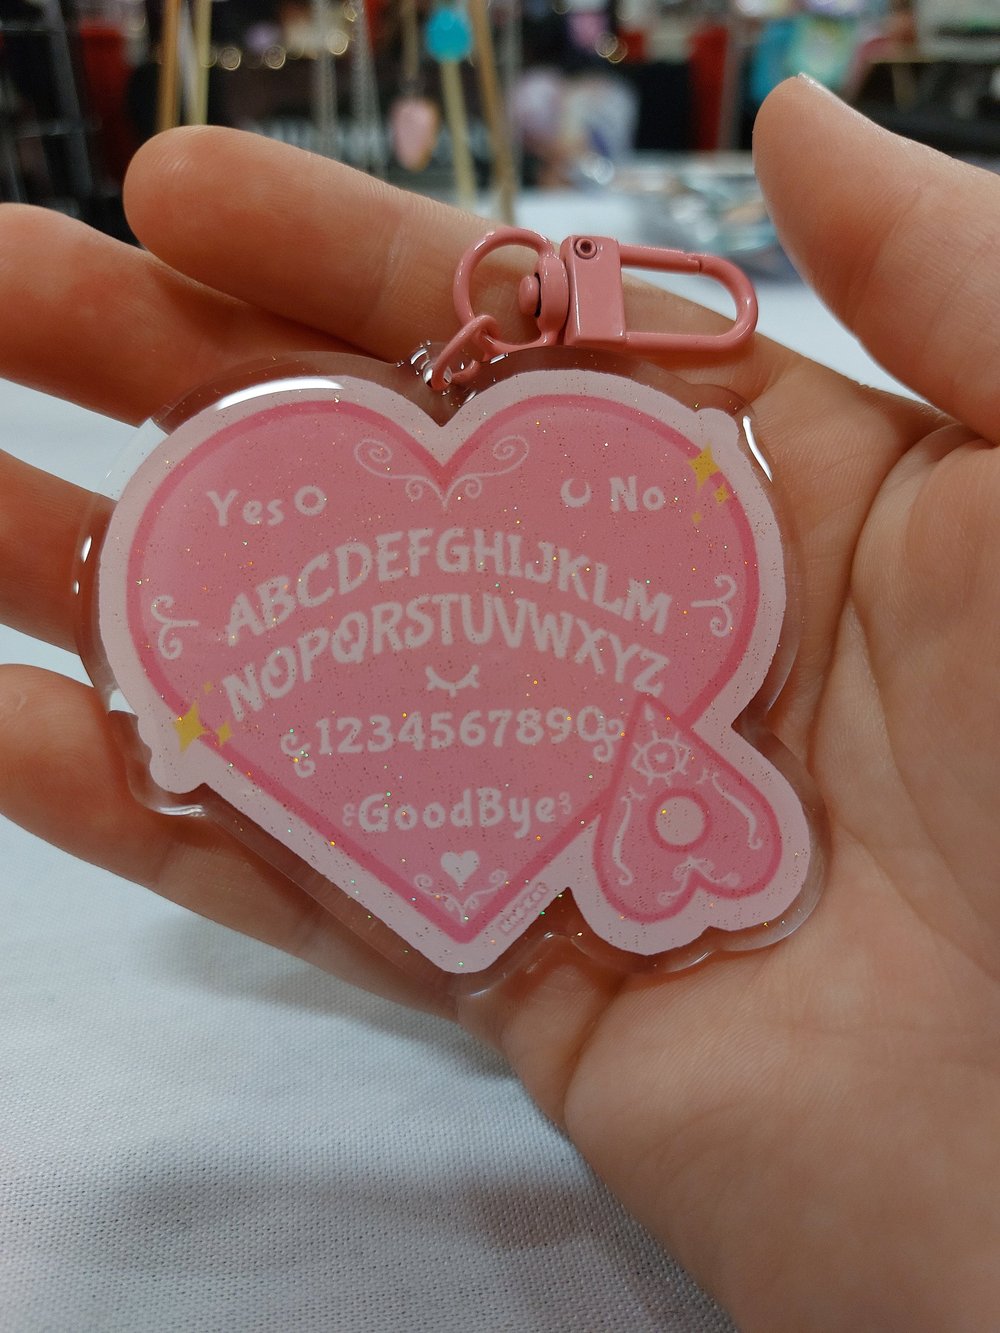 Yes No
ABCDEFGHIJKLM
NOPQRSTUVWXYZ
1234567890
GoodBye